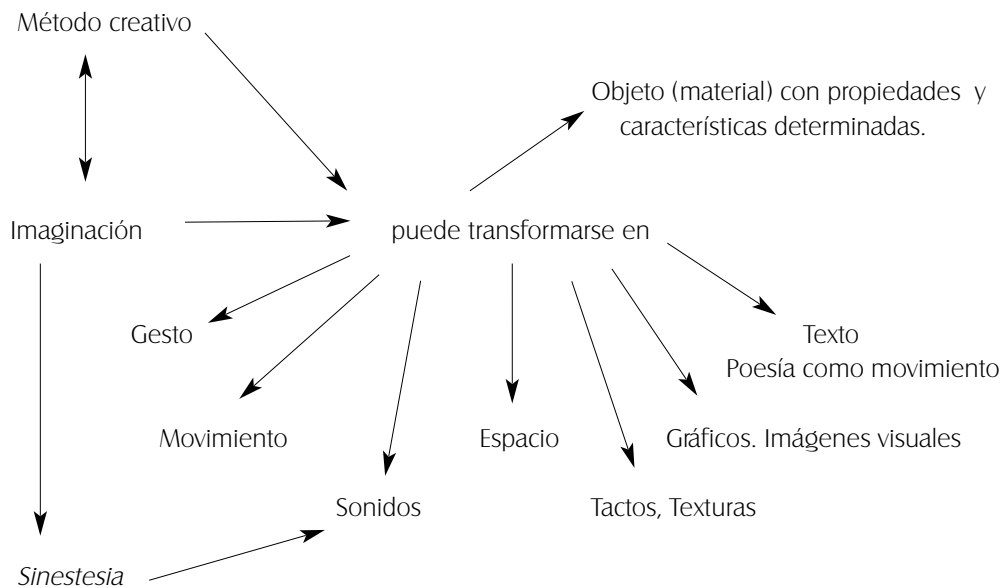 Método creativo
Objeto (material) con propiedades y
características determinadas.
Imaginación
puede transformarse en
Gesto
Texto
Poesía como movimiento
Movimiento
Espacio
Gráficos. Imágenes visuales
Sonidos
Tactos, Texturas
Sinestesia